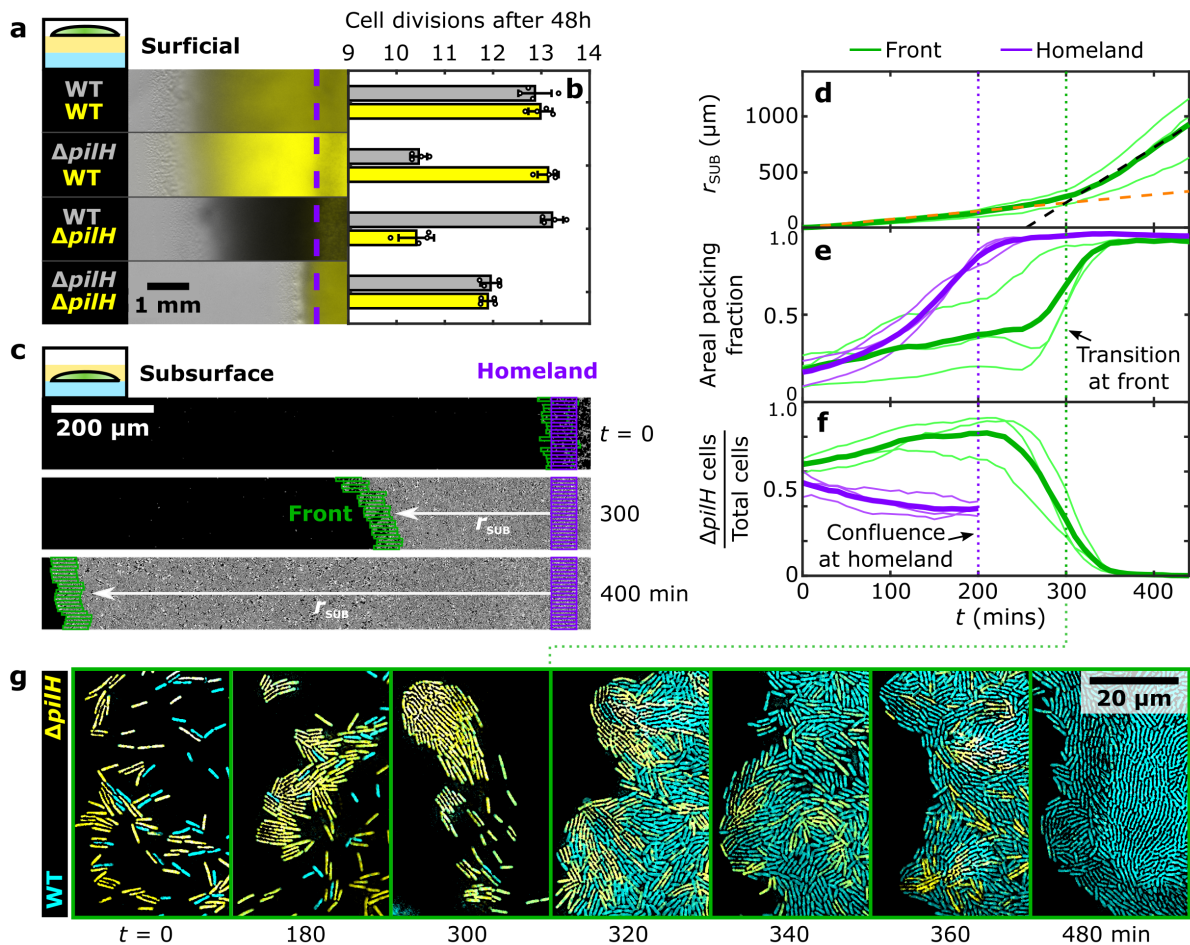 a
Surficial
Cell divisions after 48h
9 10 11 12 13 14
b
WT
WT
ΔpilH
WT
WT
ΔpilH
ΔpilH
ΔpilH
1 mm
c
Subsurface
Homeland
200 µm
t = 0
Front
r_SUB
300
r_SUB
400 min
Front
Homeland
d
r_SUB (µm)
1000
500
0
e
Areal packing
fraction
1.0
0.5
0
Transition
at front
f
ΔpilH cells
Total cells
1.0
0.5
0
Confluence
at homeland
0 100 200 300 400
t (mins)
g
ΔpilH
WT
20 µm
t = 0 180 300 320 340 360 480 min